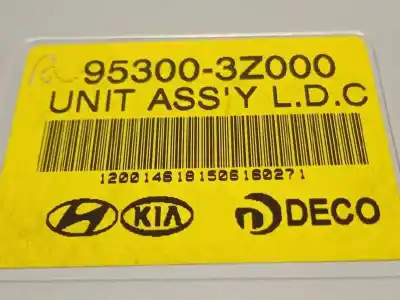 95300-3Z000
UNIT ASS'Y L.D.C
1200146181506160271
KIA DECO